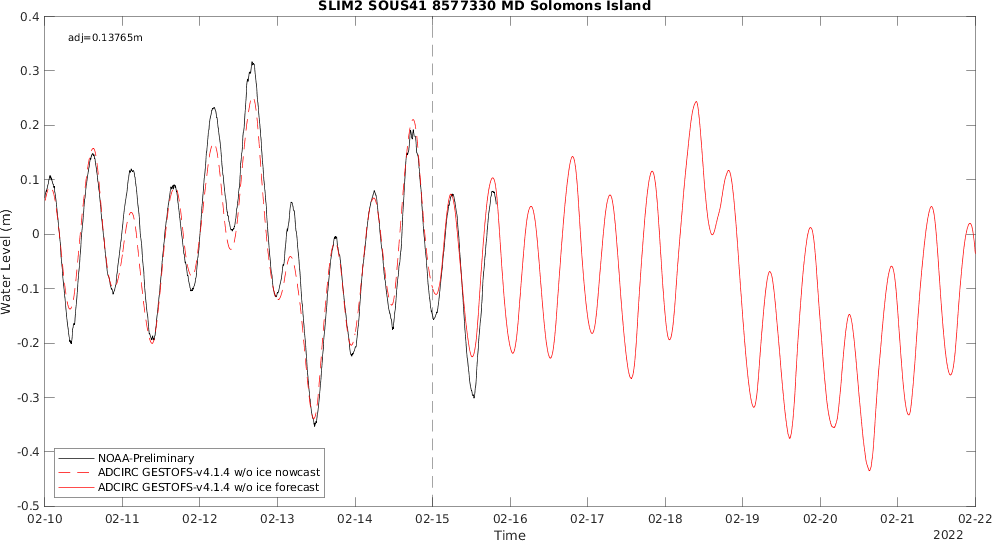 SLIM2 SOUS41 8577330 MD Solomons Island
adj=0.13765m
0.4
0.3
0.2
0.1
0
-0.1
-0.2
-0.3
-0.4
-0.5
Water Level (m)
NOAA-Preliminary
ADCIRC GESTOFS-v4.1.4 w/o ice nowcast
ADCIRC GESTOFS-v4.1.4 w/o ice forecast
02-10 02-11 02-12 02-13 02-14 02-15 02-16 02-17 02-18 02-19 02-20 02-21 02-22
Time
2022